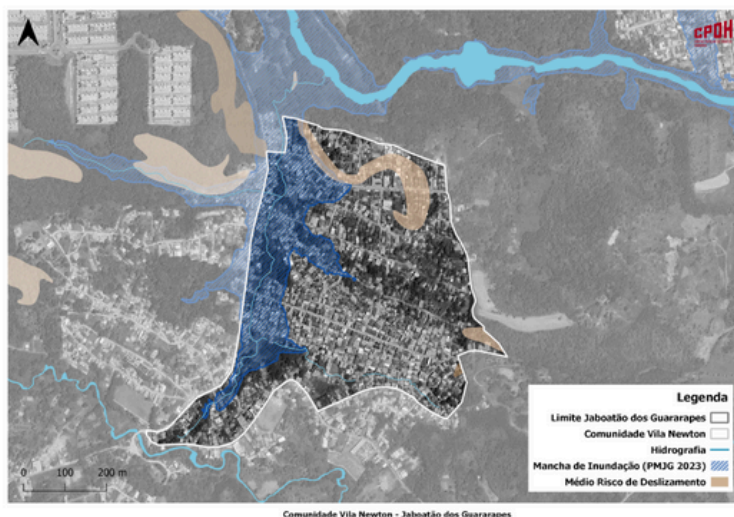 CPDH
Legenda
Limite Jaboatão dos Guararapes
Comunidade Vila Newton
Hidrografia
Mancha de Inundação (PMJG 2023)
Médio Risco de Deslizamento
0 100 200 m
Comunidade Vila Newton - Jaboatão dos Guararapes